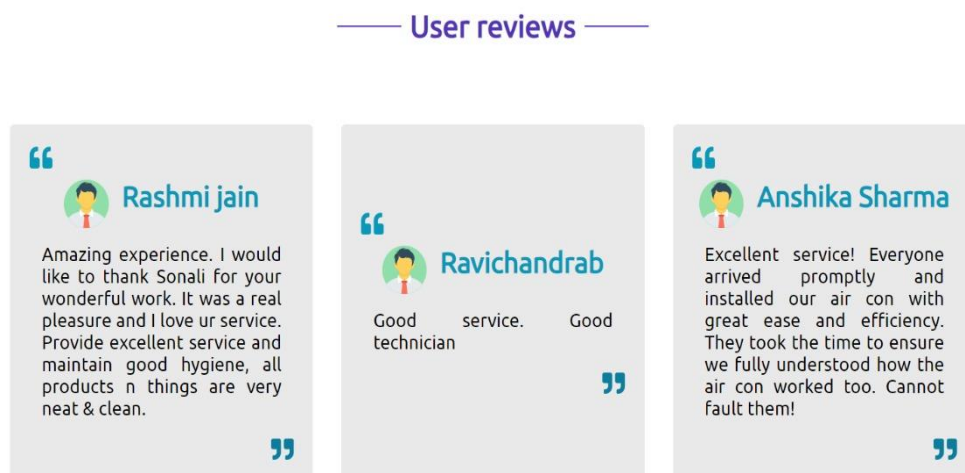 User reviews
Rashmi jain
Amazing experience. I would
like to thank Sonali for your
wonderful work. It was a real
pleasure and I love ur service.
Provide excellent service and
maintain good hygiene, all
products n things are very
neat & clean.
Ravichandrab
Good service. Good
technician
Anshika Sharma
Excellent service! Everyone
arrived promptly and
installed our air con with
great ease and efficiency.
They took the time to ensure
we fully understood how the
air con worked too. Cannot
fault them!